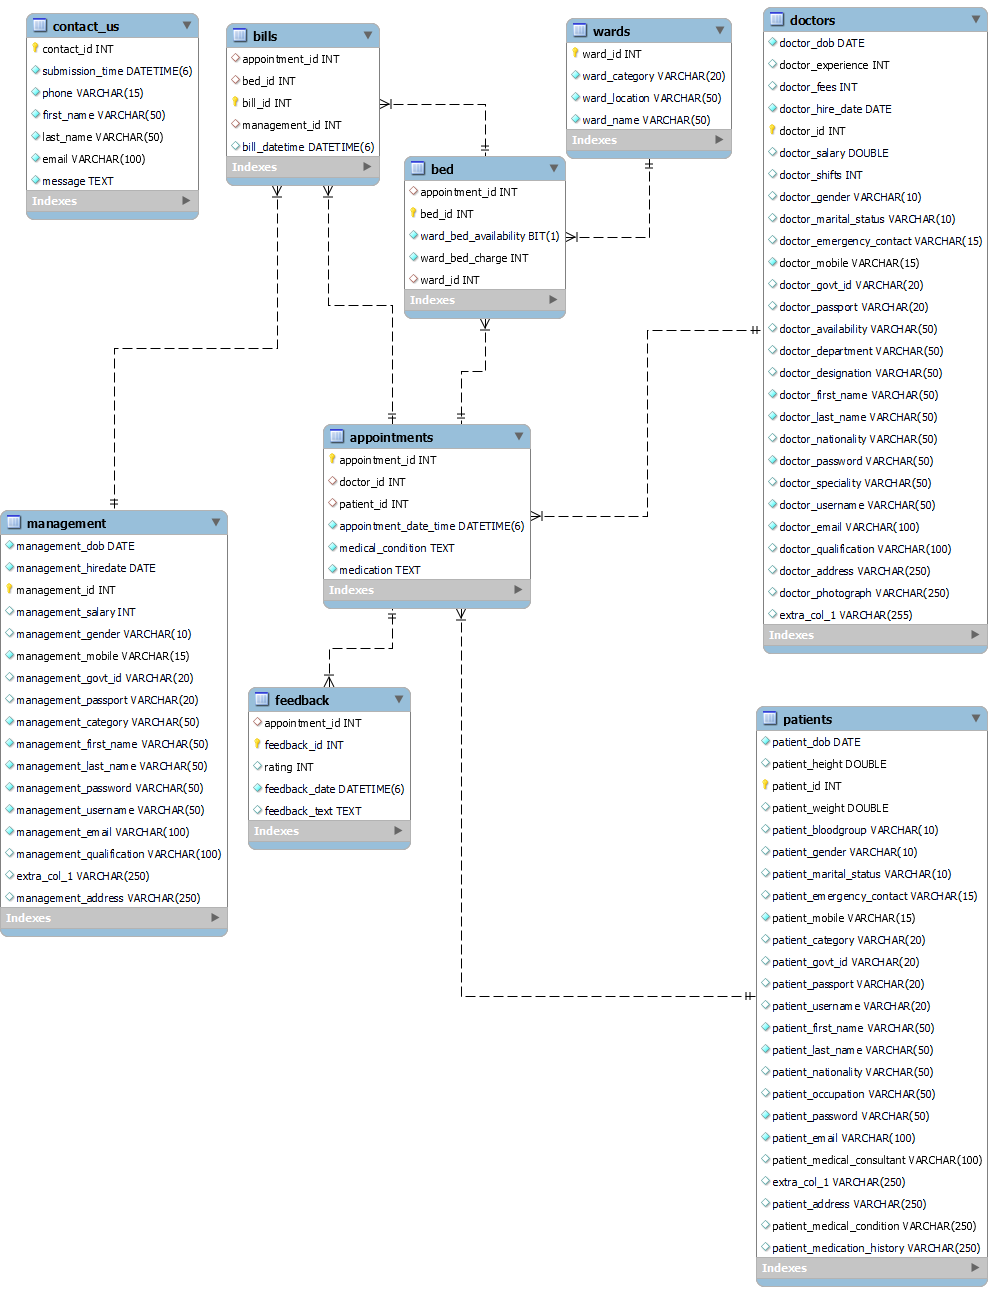 contact_us
contact_id INT
submission_time DATETIME(6)
phone VARCHAR(15)
first_name VARCHAR(50)
last_name VARCHAR(50)
email VARCHAR(100)
message TEXT
Indexes
bills
appointment_id INT
bed_id INT
bill_id INT
management_id INT
bill_datetime DATETIME(6)
Indexes
wards
ward_id INT
ward_category VARCHAR(20)
ward_location VARCHAR(50)
ward_name VARCHAR(50)
Indexes
doctors
doctor_dob DATE
doctor_experience INT
doctor_fees INT
doctor_hire_date DATE
doctor_id INT
doctor_salary DOUBLE
doctor_shifts INT
doctor_gender VARCHAR(10)
doctor_marital_status VARCHAR(10)
doctor_emergency_contact VARCHAR(15)
doctor_mobile VARCHAR(15)
doctor_govt_id VARCHAR(20)
doctor_passport VARCHAR(20)
doctor_availability VARCHAR(50)
doctor_department VARCHAR(50)
doctor_designation VARCHAR(50)
doctor_first_name VARCHAR(50)
doctor_last_name VARCHAR(50)
doctor_nationality VARCHAR(50)
doctor_password VARCHAR(50)
doctor_speciality VARCHAR(50)
doctor_username VARCHAR(50)
doctor_email VARCHAR(100)
doctor_qualification VARCHAR(100)
doctor_address VARCHAR(250)
doctor_photograph VARCHAR(250)
extra_col_1 VARCHAR(255)
Indexes
bed
appointment_id INT
bed_id INT
ward_bed_availability BIT(1)
ward_bed_charge INT
ward_id INT
Indexes
appointments
appointment_id INT
doctor_id INT
patient_id INT
appointment_date_time DATETIME(6)
medical_condition TEXT
medication TEXT
Indexes
management
management_dob DATE
management_hiredate DATE
management_id INT
management_salary INT
management_gender VARCHAR(10)
management_mobile VARCHAR(15)
management_govt_id VARCHAR(20)
management_passport VARCHAR(20)
management_category VARCHAR(50)
management_first_name VARCHAR(50)
management_last_name VARCHAR(50)
management_password VARCHAR(50)
management_username VARCHAR(50)
management_email VARCHAR(100)
management_qualification VARCHAR(100)
extra_col_1 VARCHAR(250)
management_address VARCHAR(250)
Indexes
feedback
appointment_id INT
feedback_id INT
rating INT
feedback_date DATETIME(6)
feedback_text TEXT
Indexes
patients
patient_dob DATE
patient_height DOUBLE
patient_id INT
patient_weight DOUBLE
patient_bloodgroup VARCHAR(10)
patient_gender VARCHAR(10)
patient_marital_status VARCHAR(10)
patient_emergency_contact VARCHAR(15)
patient_mobile VARCHAR(15)
patient_category VARCHAR(20)
patient_govt_id VARCHAR(20)
patient_passport VARCHAR(20)
patient_username VARCHAR(20)
patient_first_name VARCHAR(50)
patient_last_name VARCHAR(50)
patient_nationality VARCHAR(50)
patient_occupation VARCHAR(50)
patient_password VARCHAR(50)
patient_email VARCHAR(100)
patient_medical_consultant VARCHAR(100)
extra_col_1 VARCHAR(250)
patient_address VARCHAR(250)
patient_medical_condition VARCHAR(250)
patient_medication_history VARCHAR(250)
Indexes